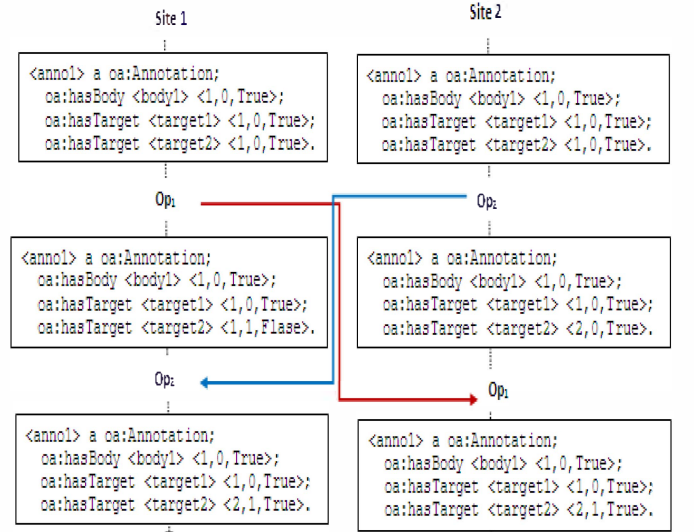 Site 1
Site 2
<anno1> a oa:Annotation;
oa:hasBody <body1> <1,0,True>;
oa:hasTarget <target1> <1,0,True>;
oa:hasTarget <target2> <1,0,True>.
<anno1> a oa:Annotation;
oa:hasBody <body1> <1,0,True>;
oa:hasTarget <target1> <1,0,True>;
oa:hasTarget <target2> <1,0,True>.
Op₁
Op₂
<anno1> a oa:Annotation;
oa:hasBody <body1> <1,0,True>;
oa:hasTarget <target1> <1,0,True>;
oa:hasTarget <target2> <1,1,Flase>.
<anno1> a oa:Annotation;
oa:hasBody <body1> <1,0,True>;
oa:hasTarget <target1> <1,0,True>;
oa:hasTarget <target2> <2,0,True>.
Op₂
Op₁
<anno1> a oa:Annotation;
oa:hasBody <body1> <1,0,True>;
oa:hasTarget <target1> <1,0,True>;
oa:hasTarget <target2> <2,1,True>.
<anno1> a oa:Annotation;
oa:hasBody <body1> <1,0,True>;
oa:hasTarget <target1> <1,0,True>;
oa:hasTarget <target2> <2,1,True>.